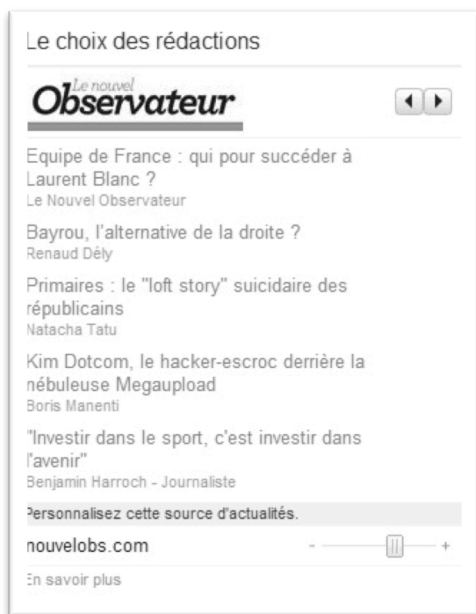 Le choix des rédactions
Le nouvel
Observateur
Equipe de France : qui pour succéder à
Laurent Blanc ?
Le Nouvel Observateur
Bayrou, l'alternative de la droite ?
Renaud Dély
Primaires : le "loft story" suicidaire des
républicains
Natacha Tatu
Kim Dotcom, le hacker-escroc derrière la
nébuleuse Megaupload
Boris Manenti
"Investir dans le sport, c'est investir dans
l'avenir"
Benjamin Harroch - Journaliste
Personnalisez cette source d'actualités.
nouvelobs.com - +
En savoir plus